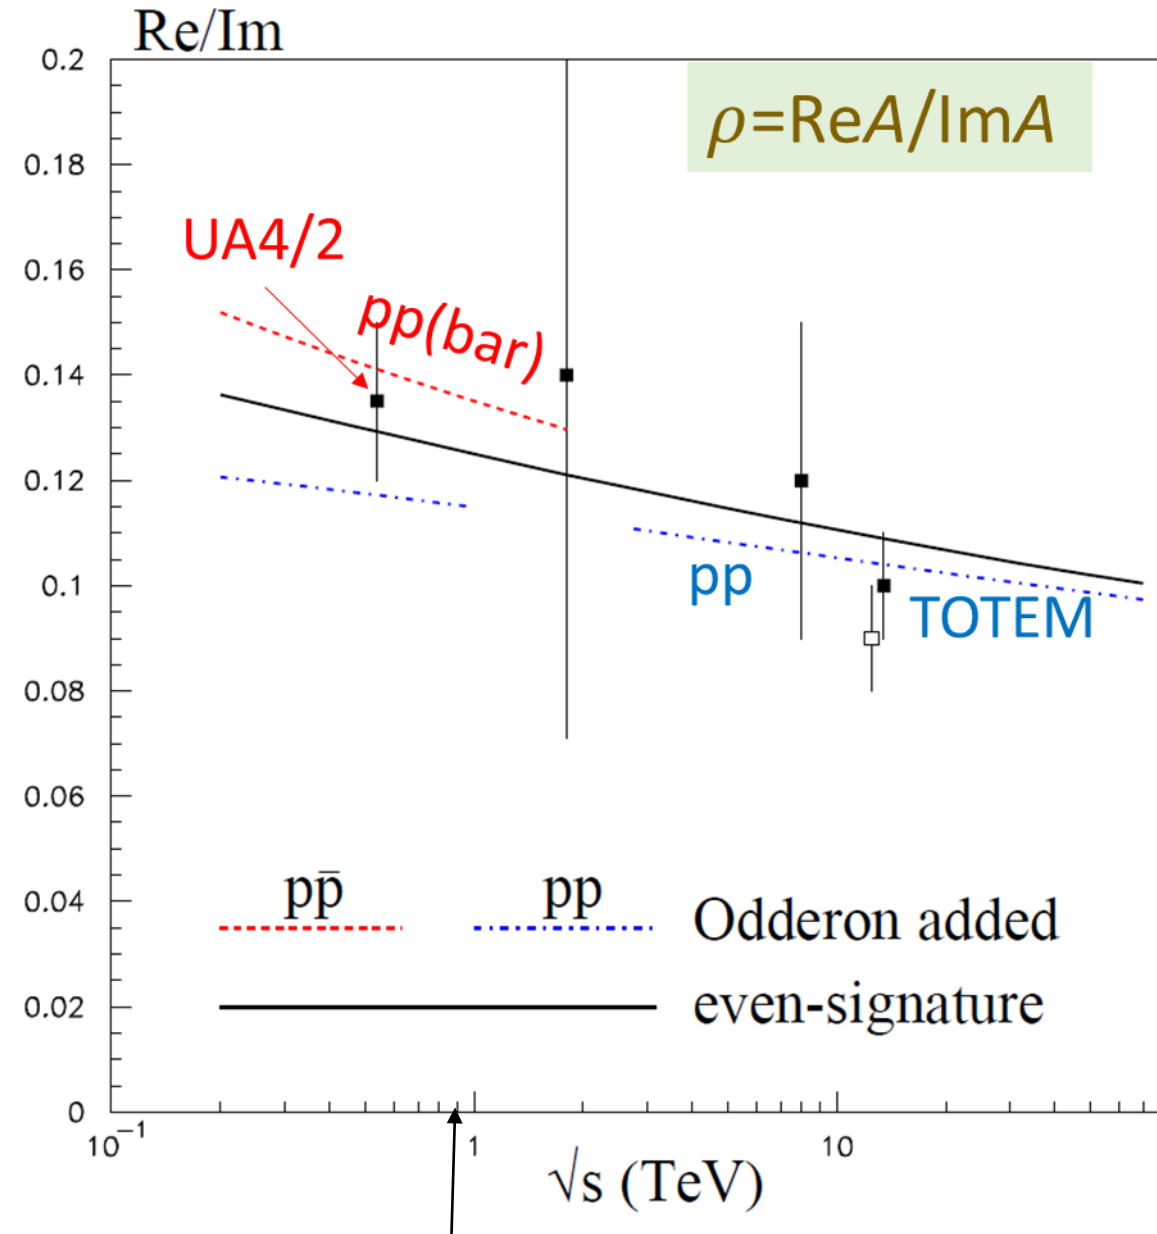 Re/Im
0.2
ρ=ReA/ImA
0.18
UA4/2
0.16
pp(bar)
0.14
0.12
0.1
pp
TOTEM
0.08
0.06
pp̄ pp
0.04
Odderon added
0.02
even-signature
0
10⁻¹ 1 10
√s (TeV)